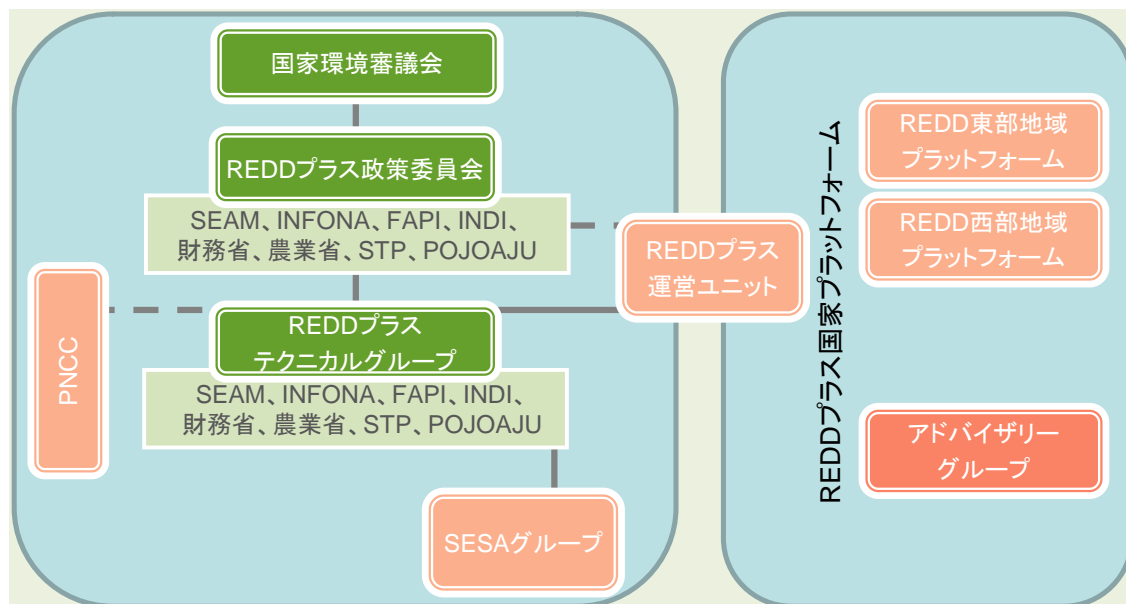 国家環境審議会
REDDプラス政策委員会
SEAM、INFONA、FAPI、INDI、
財務省、農業省、STP、POJOAJU
REDDプラス
運営ユニット
PNCC
REDDプラス
テクニカルグループ
SEAM、INFONA、FAPI、INDI、
財務省、農業省、STP、POJOAJU
SESAグループ
REDDプラス国家プラットフォーム
REDD東部地域
プラットフォーム
REDD西部地域
プラットフォーム
アドバイザリー
グループ